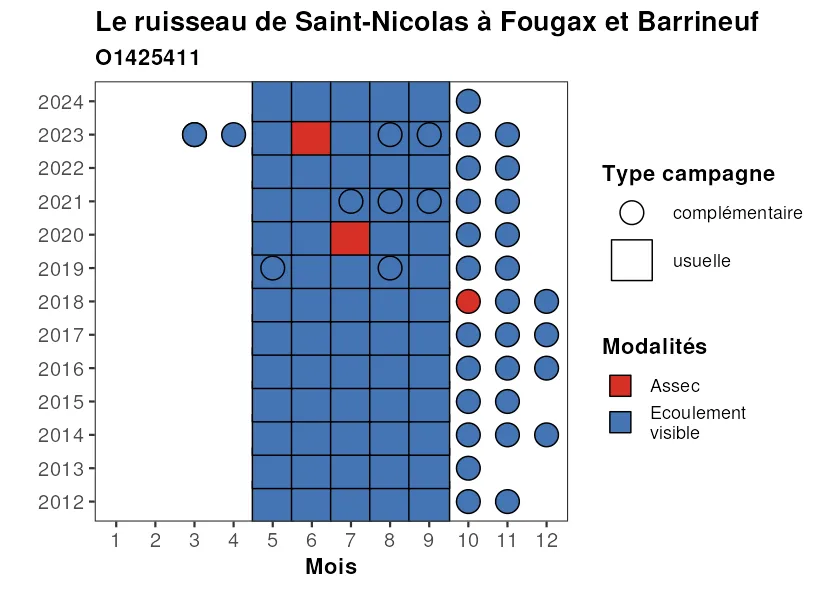 Le ruisseau de Saint-Nicolas à Fougax et Barrineuf
O1425411
2024
2023
2022
2021
2020
2019
2018
2017
2016
2015
2014
2013
2012
1 2 3 4 5 6 7 8 9 10 11 12
Mois
Type campagne
complémentaire
usuelle
Modalités
Assec
Ecoulement
visible